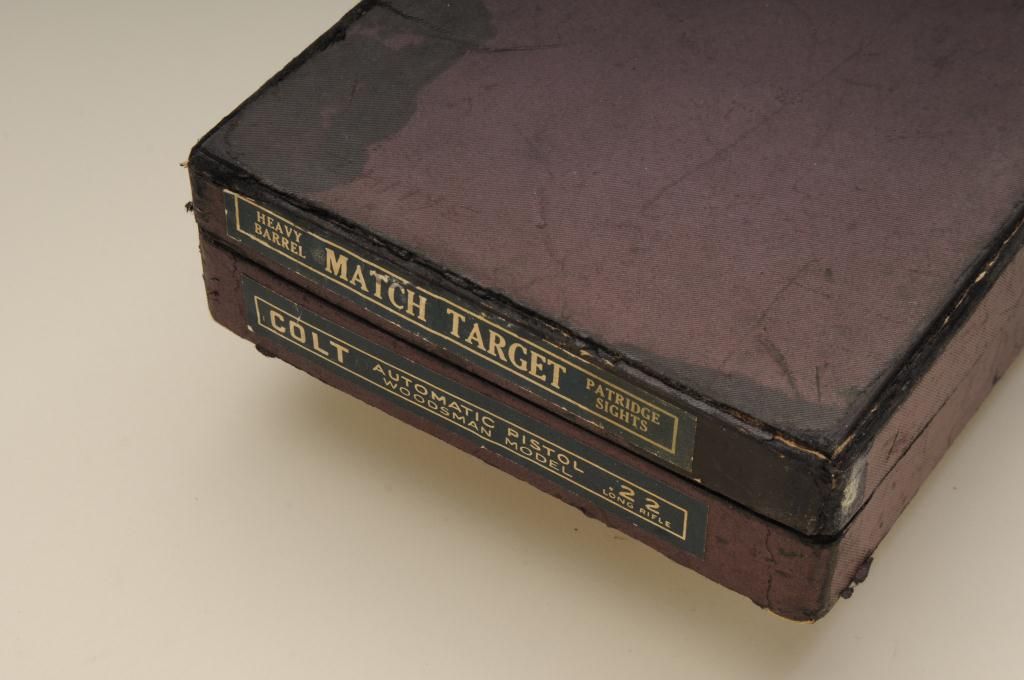 HEAVY
BARREL
MATCH TARGET
PATRIDGE
SIGHTS
COLT
AUTOMATIC PISTOL
WOODSMAN MODEL
.22
LONG RIFLE